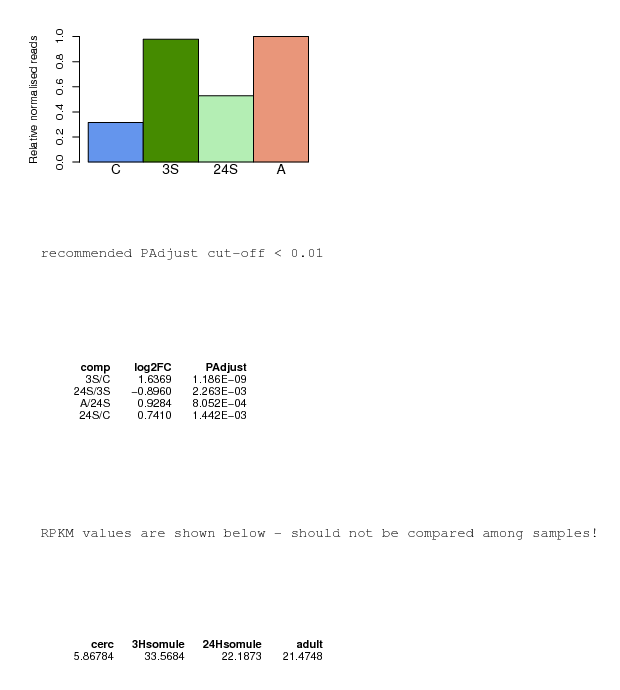 Relative normalised reads
1.0
0.8
0.6
0.4
0.2
0.0
C 3S 24S A
recommended PAdjust cut-off < 0.01
comp log2FC PAdjust
3S/C 1.6369 1.186E−09
24S/3S −0.8960 2.263E−03
A/24S 0.9284 8.052E−04
24S/C 0.7410 1.442E−03
RPKM values are shown below - should not be compared among samples!
cerc 3Hsomule 24Hsomule adult
5.86784 33.5684 22.1873 21.4748